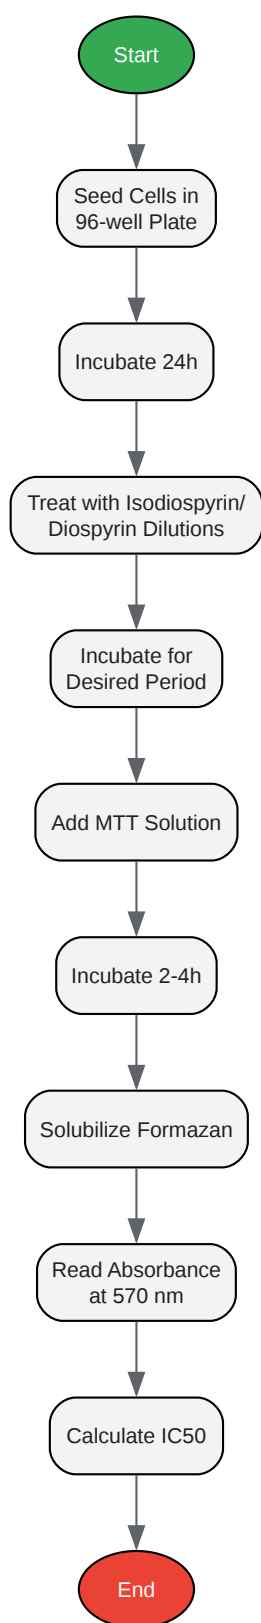 Start
Seed Cells in
96-well Plate
Incubate 24h
Treat with Isodiospyrin/
Diospyrin Dilutions
Incubate for
Desired Period
Add MTT Solution
Incubate 2-4h
Solubilize Formazan
Read Absorbance
at 570 nm
Calculate IC50
End